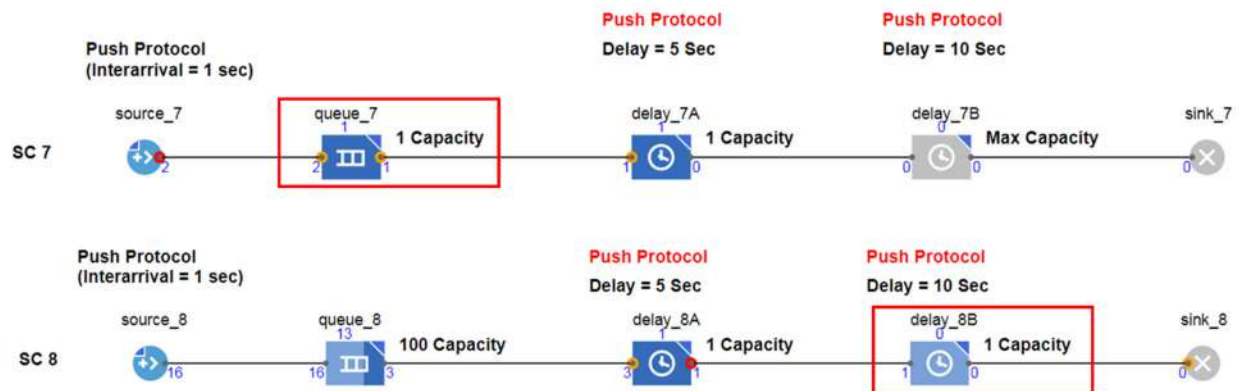 Push Protocol
Push Protocol
Push Protocol
(Interarrival = 1 sec)
Delay = 5 Sec
Delay = 10 Sec
source_7
queue_7
delay_7A
delay_7B
sink_7
1
1
0
SC 7
1 Capacity
1 Capacity
Max Capacity
2
2
1
1
0
0
0
0
Push Protocol
(Interarrival = 1 sec)
Push Protocol
Push Protocol
Delay = 5 Sec
Delay = 10 Sec
source_8
queue_8
delay_8A
delay_8B
sink_8
13
1
0
SC 8
100 Capacity
1 Capacity
1 Capacity
16
16
3
3
1
1
0
0